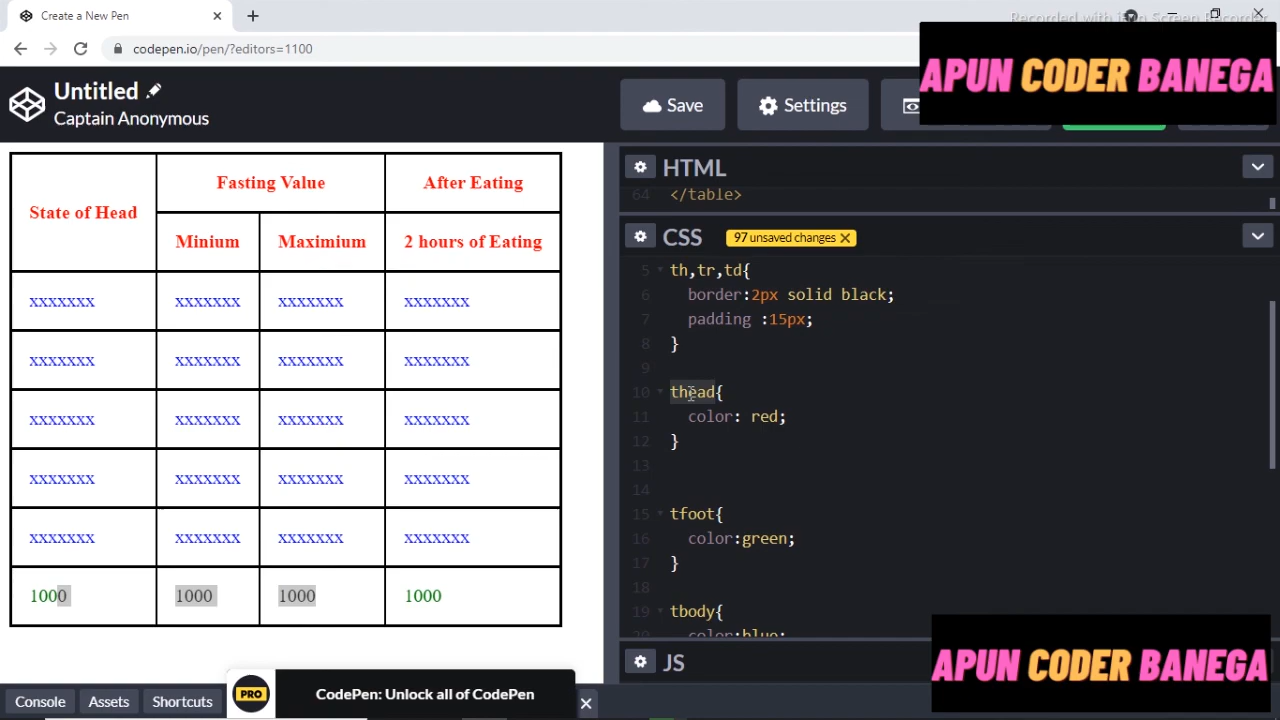 Create a New Pen
Recorded with
codepen.io/pen/?editors=1100
APUN CODER BANEGA
Untitled
Captain Anonymous
Save
Settings
State of Head
Fasting Value
After Eating
Minium
Maximium
2 hours of Eating
xxxxxxx xxxxxxx xxxxxxx xxxxxxx
xxxxxxx xxxxxxx xxxxxxx xxxxxxx
xxxxxxx xxxxxxx xxxxxxx xxxxxxx
xxxxxxx xxxxxxx xxxxxxx xxxxxxx
xxxxxxx xxxxxxx xxxxxxx xxxxxxx
1000 1000 1000 1000
HTML
64 </table>
CSS
97 unsaved changes
5 th,tr,td{
6 border:2px solid black;
7 padding :15px;
8 }
9
10 thead{
11 color: red;
12 }
13
14
15 tfoot{
16 color:green;
17 }
18
19 tbody{
20 color:blue;
JS
APUN CODER BANEGA
Console
Assets
Shortcuts
PRO
CodePen: Unlock all of CodePen